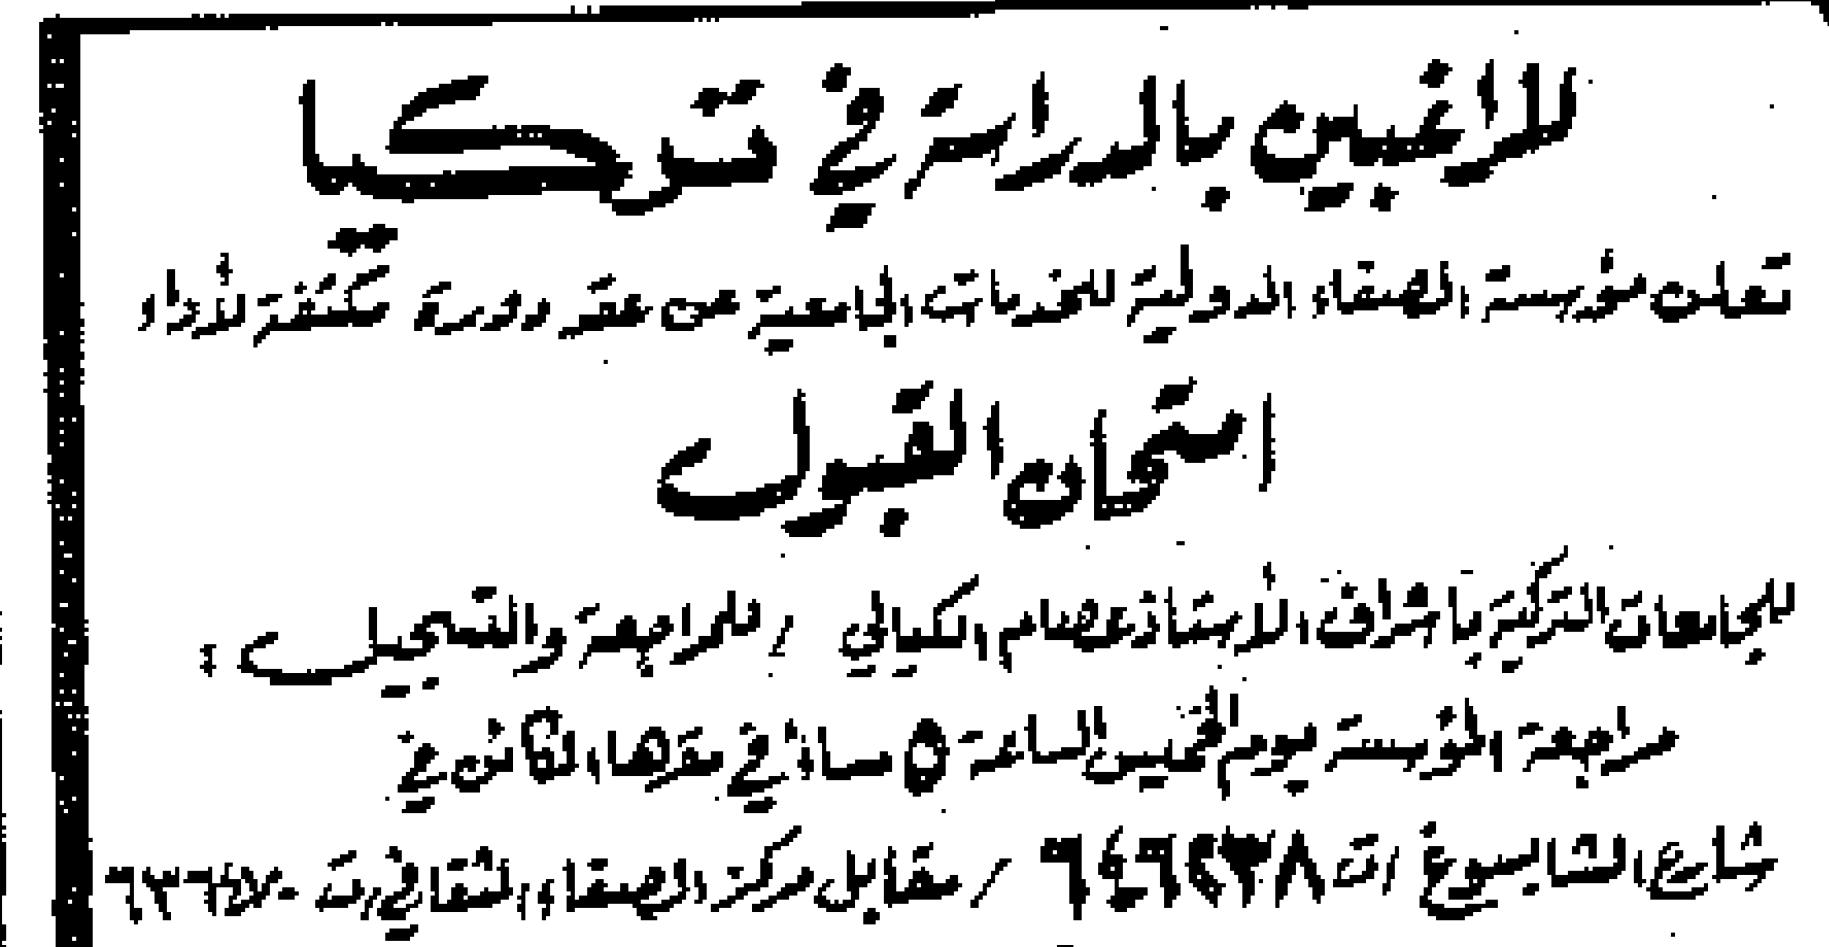 للراغبين بالدراسة في تركيا
تعلن مؤسسة الصفاء الدولية للخدمات الجامعية عن عقد دورة مكثفة لأداء
امتحان القبول
للجامعات التركية بإشراف الأستاذ عصام الكيالي / للمراجعة والتسجيل :
مراجعة المؤسسة يوم الخميس الساعة ٥ مساءً في مقرها الكائن في
شارع الشابسوغ / ت / مقابل مركز الصفاء الثقافي ت